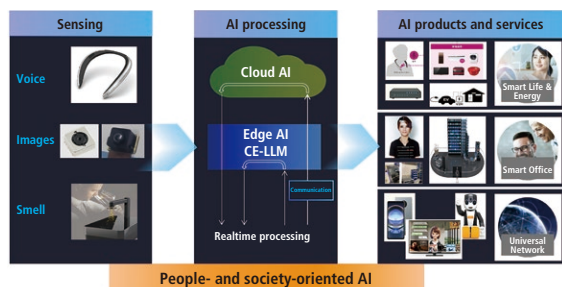 Sensing
AI processing
AI products and services
Voice
Images
Smell
Cloud AI
Edge AI
CE-LLM
Communication
Realtime processing
Smart Life &
Energy
Smart Office
Universal
Network
People- and society-oriented AI